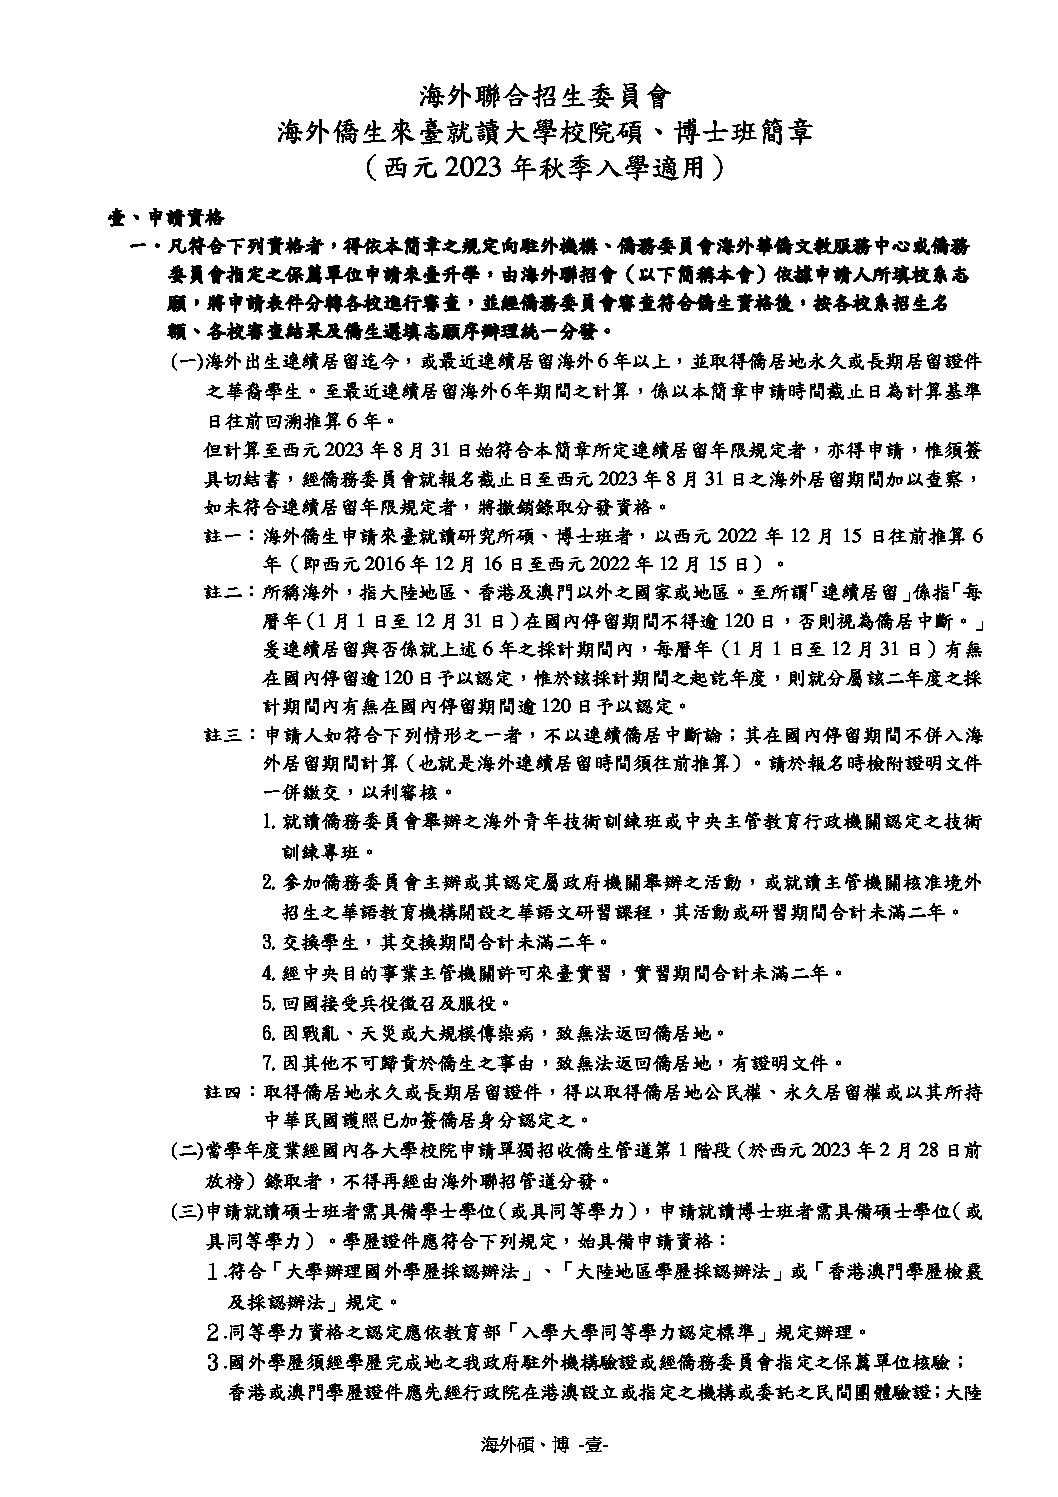 海外聯合招生委員會
海外僑生來臺就讀大學校院碩、博士班簡章
（西元 2023 年秋季入學適用）
壹、申請資格
一、凡符合下列資格者，得依本簡章之規定向駐外機構、僑務委員會海外華僑文教服務中心或僑務
委員會指定之保薦單位申請來臺升學，由海外聯招會（以下簡稱本會）依據申請人所填校系志
願，將申請表件分轉各校進行審查，並經僑務委員會審查符合僑生資格後，按各校系招生名
額、各校審查結果及僑生選填志願序辦理統一分發。
(一)海外出生連續居留迄今，或最近連續居留海外 6 年以上，並取得僑居地永久或長期居留證件
之華裔學生。至最近連續居留海外6年期間之計算，係以本簡章申請時間截止日為計算基準
日往前回溯推算 6 年。
但計算至西元 2023 年 8 月 31 日始符合本簡章所定連續居留年限規定者，亦得申請，惟須簽
具切結書，經僑務委員會就報名截止日至西元 2023 年 8 月 31 日之海外居留期間加以查察，
如未符合連續居留年限規定者，將撤銷錄取分發資格。
註一：海外僑生申請來臺就讀研究所碩、博士班者，以西元 2022 年 12 月 15 日往前推算 6
年（即西元 2016 年 12 月 16 日至西元 2022 年 12 月 15 日）。
註二：所稱海外，指大陸地區、香港及澳門以外之國家或地區。至所謂「連續居留」係指「每
曆年（1 月 1 日至 12 月 31 日）在國內停留期間不得逾 120 日，否則視為僑居中斷。」
爰連續居留與否係就上述 6 年之採計期間內，每曆年（1 月 1 日至 12 月 31 日）有無
在國內停留逾 120 日予以認定，惟於該採計期間之起訖年度，則就分屬該二年度之採
計期間內有無在國內停留期間逾 120 日予以認定。
註三：申請人如符合下列情形之一者，不以連續僑居中斷論；其在國內停留期間不併入海
外居留期間計算（也就是海外連續居留時間須往前推算）。請於報名時檢附證明文件
一併繳交，以利審核。
1. 就讀僑務委員會舉辦之海外青年技術訓練班或中央主管教育行政機關認定之技術
訓練專班。
2. 參加僑務委員會主辦或其認定屬政府機關舉辦之活動，或就讀主管機關核准境外
招生之華語教育機構開設之華語文研習課程，其活動或研習期間合計未滿二年。
3. 交換學生，其交換期間合計未滿二年。
4. 經中央目的事業主管機關許可來臺實習，實習期間合計未滿二年。
5. 回國接受兵役徵召及服役。
6. 因戰亂、天災或大規模傳染病，致無法返回僑居地。
7. 因其他不可歸責於僑生之事由，致無法返回僑居地，有證明文件。
註四：取得僑居地永久或長期居留證件，得以取得僑居地公民權、永久居留權或以其所持
中華民國護照已加簽僑居身分認定之。
(二)當學年度業經國內各大學校院申請單獨招收僑生管道第 1 階段（於西元 2023 年 2 月 28 日前
放榜）錄取者，不得再經由海外聯招管道分發。
(三)申請就讀碩士班者需具備學士學位（或具同等學力），申請就讀博士班者需具備碩士學位（或
具同等學力）。學歷證件應符合下列規定，始具備申請資格：
1.符合「大學辦理國外學歷採認辦法」、「大陸地區學歷採認辦法」或「香港澳門學歷檢覈
及採認辦法」規定。
2.同等學力資格之認定應依教育部「入學大學同等學力認定標準」規定辦理。
3.國外學歷須經學歷完成地之我政府駐外機構驗證或經僑務委員會指定之保薦單位核驗；
香港或澳門學歷證件應先經行政院在港澳設立或指定之機構或委託之民間團體驗證；大陸
海外碩、博 -壹-